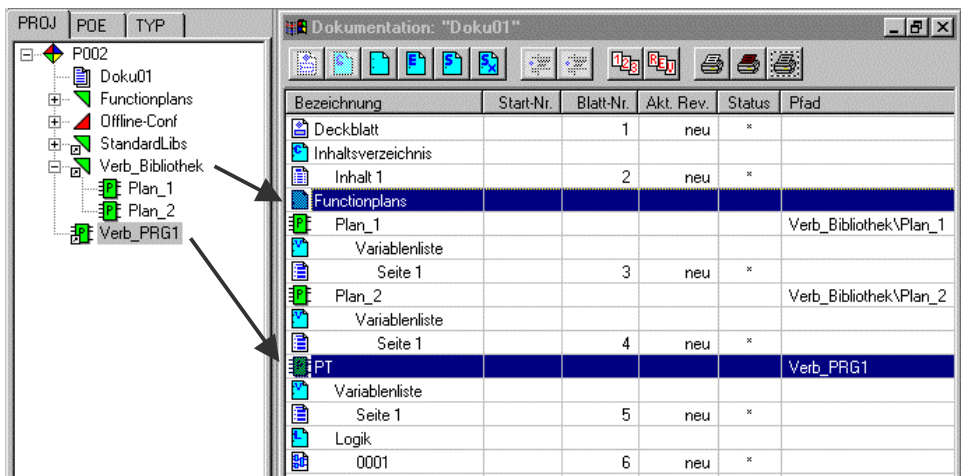 PROJ POE TYP
P002
Doku01
Functionplans
Offline-Conf
StandardLibs
Verb_Bibliothek
Plan_1
Plan_2
Verb_PRG1
Dokumentation: "Doku01"
Bezeichnung Start-Nr. Blatt-Nr. Akt. Rev. Status Pfad
Deckblatt 1 neu *
Inhaltsverzeichnis
Inhalt 1 2 neu *
Functionplans
Plan_1 Verb_Bibliothek\Plan_1
Variablenliste
Seite 1 3 neu *
Plan_2 Verb_Bibliothek\Plan_2
Variablenliste
Seite 1 4 neu *
PT Verb_PRG1
Variablenliste
Seite 1 5 neu *
Logik
0001 6 neu *